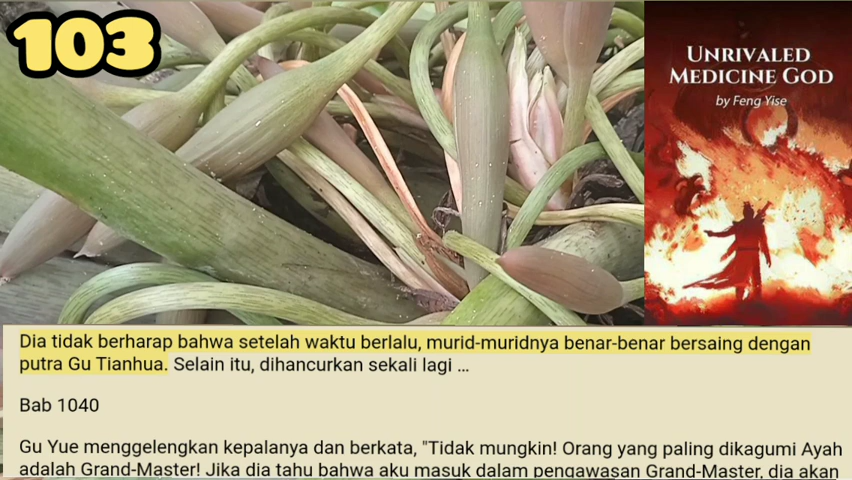 103
UNRIVALED
MEDICINE GOD
by Feng Yise
Dia tidak berharap bahwa setelah waktu berlalu, murid-muridnya benar-benar bersaing dengan
putra Gu Tianhua. Selain itu, dihancurkan sekali lagi ...
Bab 1040
Gu Yue menggelengkan kepalanya dan berkata, "Tidak mungkin! Orang yang paling dikagumi Ayah
adalah Grand-Master! Jika dia tahu bahwa aku masuk dalam pengawasan Grand-Master, dia akan